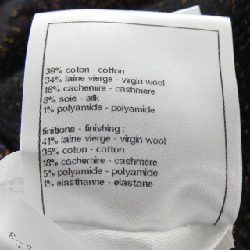 39% coton - cotton
34% laine vierge - virgin wool
18% cachemire - cashmere
8% soie - silk
1% polyamide - polyamide
finitions - finishing :
41% laine vierge - virgin wool
35% coton - cotton
18% cachemire - cashmere
5% polyamide - polyamide
1% elasthanne - elastane